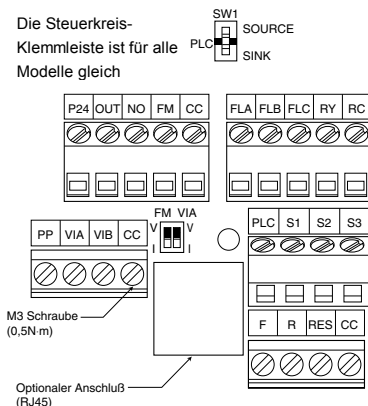 Die Steuerkreis-
Klemmleiste ist für alle
Modelle gleich
SW1
SOURCE
PLC
SINK
P24 OUT NO FM CC
FLA FLB FLC RY RC
FM VIA
V V
I I
PP VIA VIB CC
PLC S1 S2 S3
M3 Schraube
(0,5N·m)
F R RES CC
Optionaler Anschluß
(RJ45)